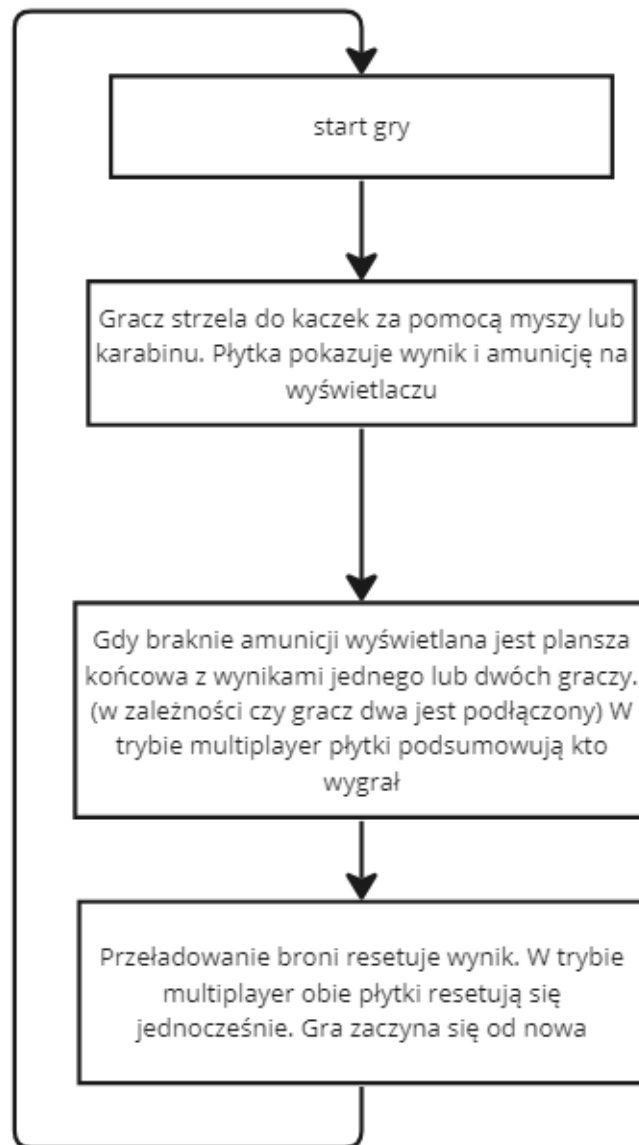 start gry
Gracz strzela do kaczek za pomocą myszy lub
karabinu. Płytka pokazuje wynik i amunicję na
wyświetlaczu
Gdy braknie amunicji wyświetlana jest plansza
końcowa z wynikami jednego lub dwóch graczy.
(w zależności czy gracz dwa jest podłączony) W
trybie multiplayer płytki podsumowują kto
wygrał
Przeładowanie broni resetuje wynik. W trybie
multiplayer obie płytki resetują się
jednocześnie. Gra zaczyna się od nowa